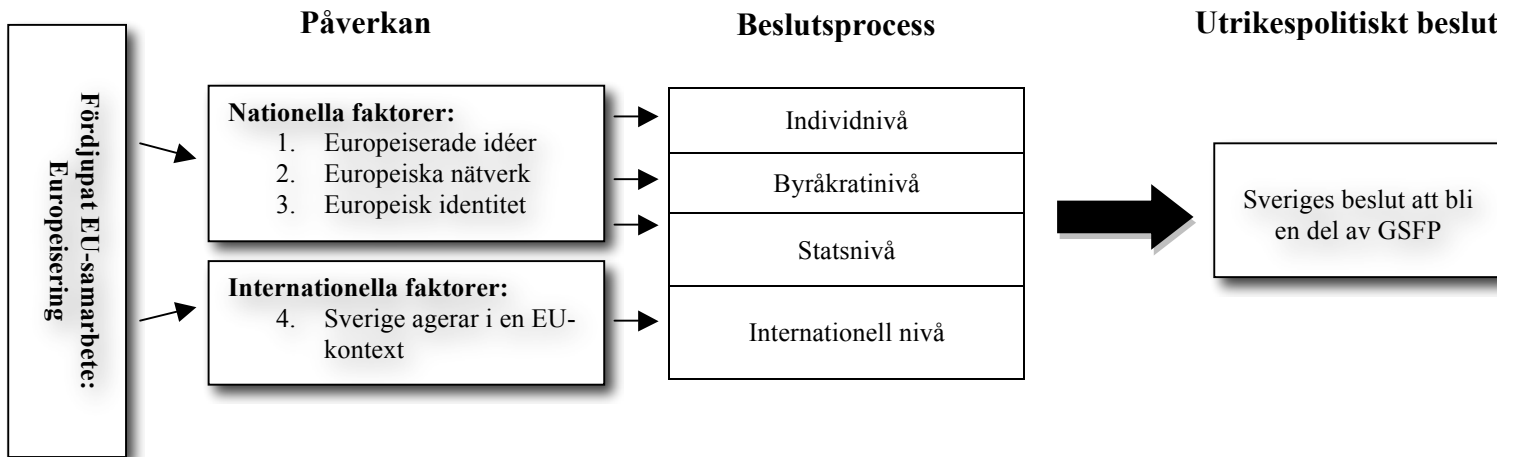 Påverkan
Beslutsprocess
Utrikespolitiskt beslut
Fördjupat EU-samarbete:
Europeisering
Nationella faktorer:
1. Europeiserade idéer
2. Europeiska nätverk
3. Europeisk identitet
Internationella faktorer:
4. Sverige agerar i en EU-
kontext
Individnivå
Byråkratinivå
Statsnivå
Internationell nivå
Sveriges beslut att bli
en del av GSFP